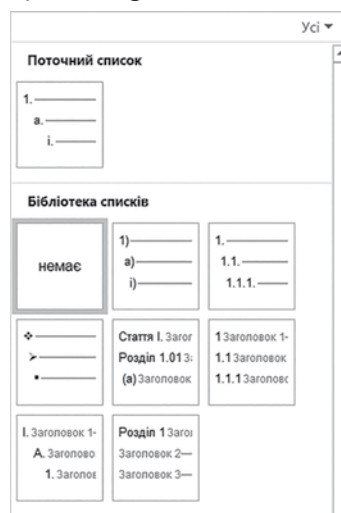 Усі
Поточний список
1.
a.
i.
Бібліотека списків
немає
1)
a)
i)
1.
1.1.
1.1.1.
Стаття I. Загол
Розділ 1.01 З
(a) Заголовок
1 Заголовок 1-
1.1 Заголовок
1.1.1 Заголовс
I. Заголовок 1-
A. Заголово
1. Заголов
Розділ 1 Загол
Заголовок 2—
Заголовок 3—